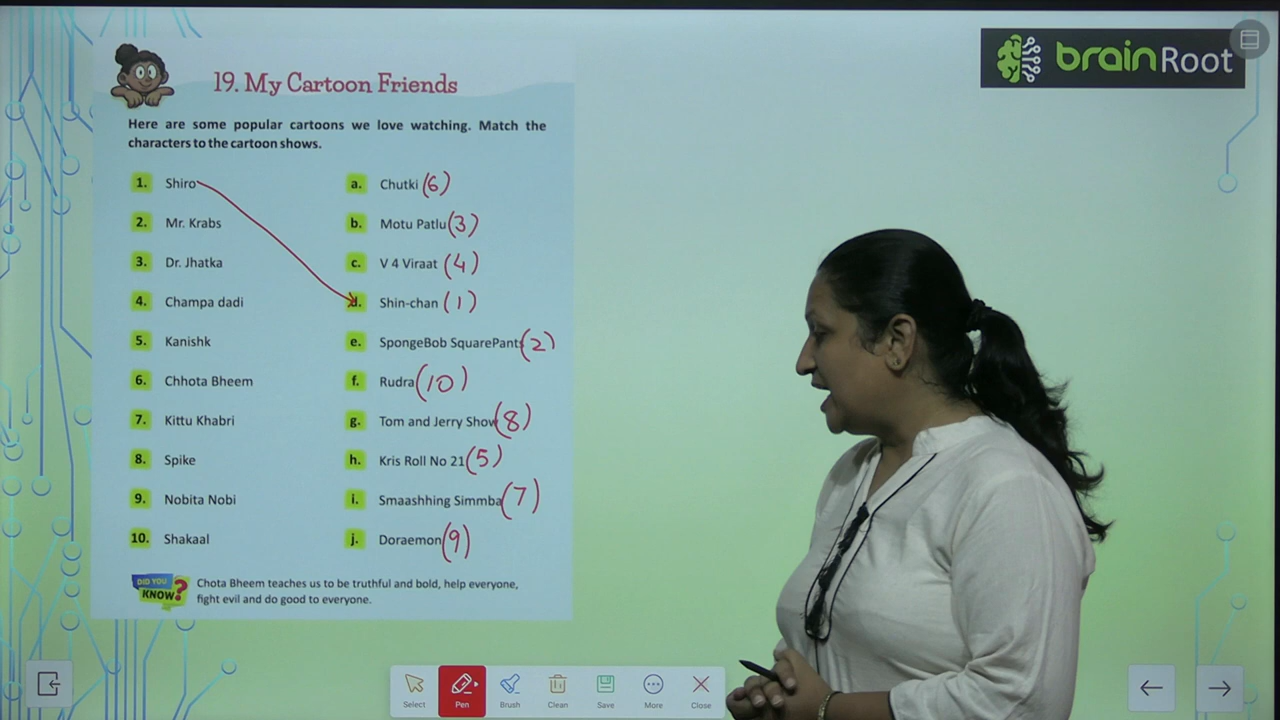 brainRoot
19. My Cartoon Friends
Here are some popular cartoons we love watching. Match the
characters to the cartoon shows.
1. Shiro
a. Chutki (6)
2. Mr. Krabs
b. Motu Patlu (3)
3. Dr. Jhatka
c. V 4 Viraat (4)
4. Champa dadi
d. Shin-chan (1)
5. Kanishk
e. SpongeBob SquarePants (2)
6. Chhota Bheem
f. Rudra (10)
7. Kittu Khabri
g. Tom and Jerry Show (8)
8. Spike
h. Kris Roll No 21 (5)
9. Nobita Nobi
i. Smaashhing Simmba (7)
10. Shakaal
j. Doraemon (9)
DID YOU
KNOW?
Chota Bheem teaches us to be truthful and bold, help everyone,
fight evil and do good to everyone.
Select
Pen
Brush
Clean
Save
More
Close